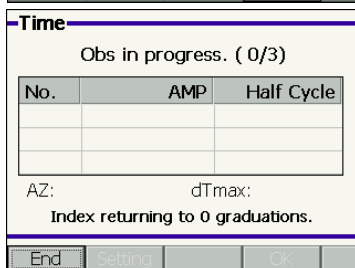 Time
Obs in progress. ( 0/3)
No. AMP Half Cycle
AZ: dTmax:
Index returning to 0 graduations.
End Setting OK